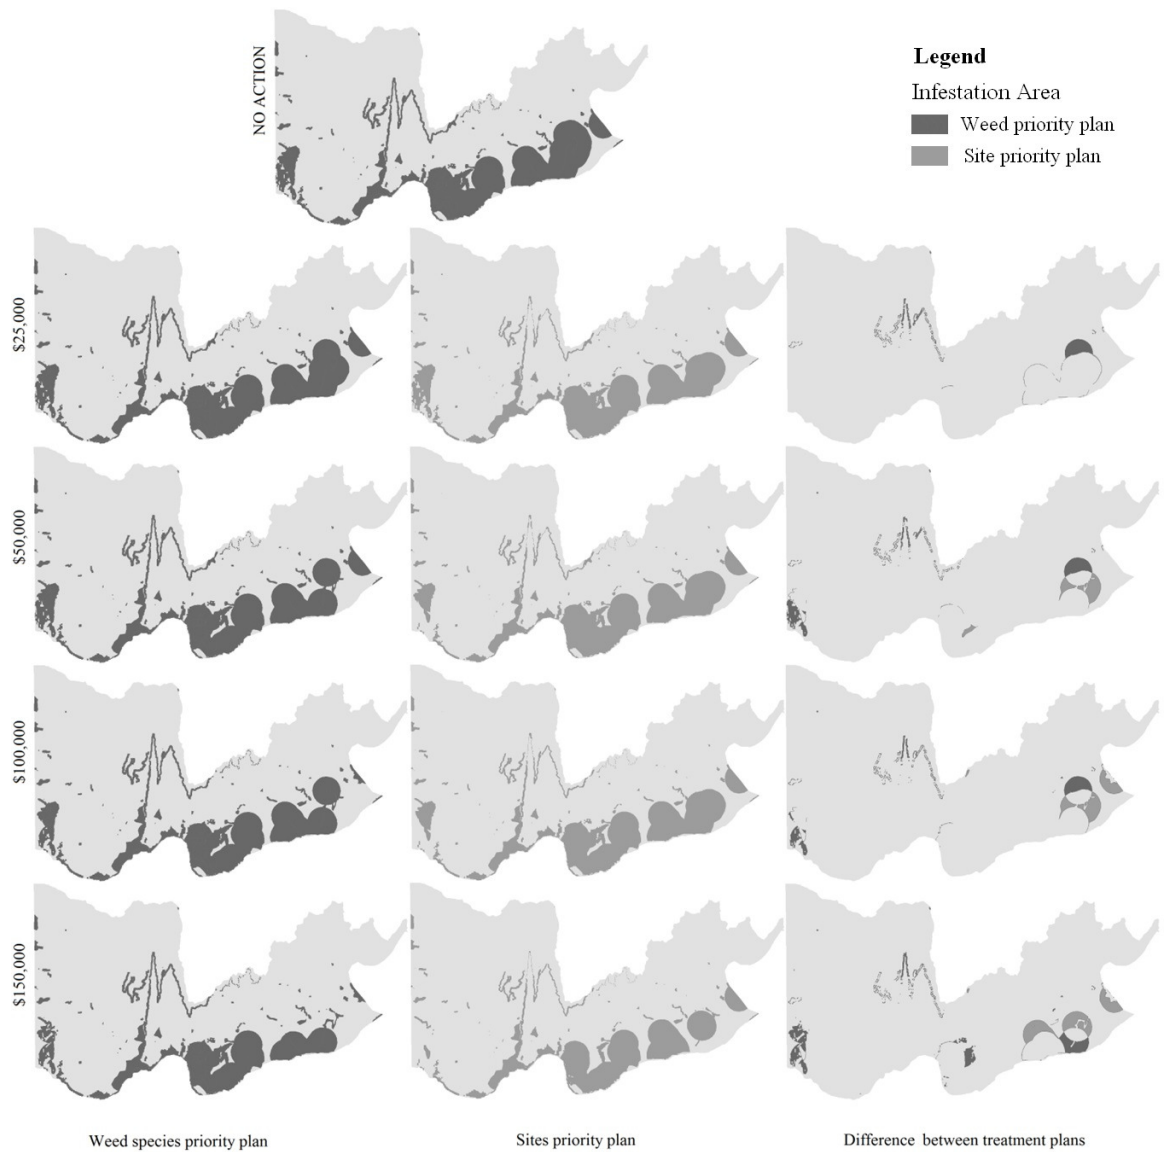 NO ACTION
Legend
Infestation Area
Weed priority plan
Site priority plan
$25,000
$50,000
$100,000
$150,000
Weed species priority plan
Sites priority plan
Difference between treatment plans